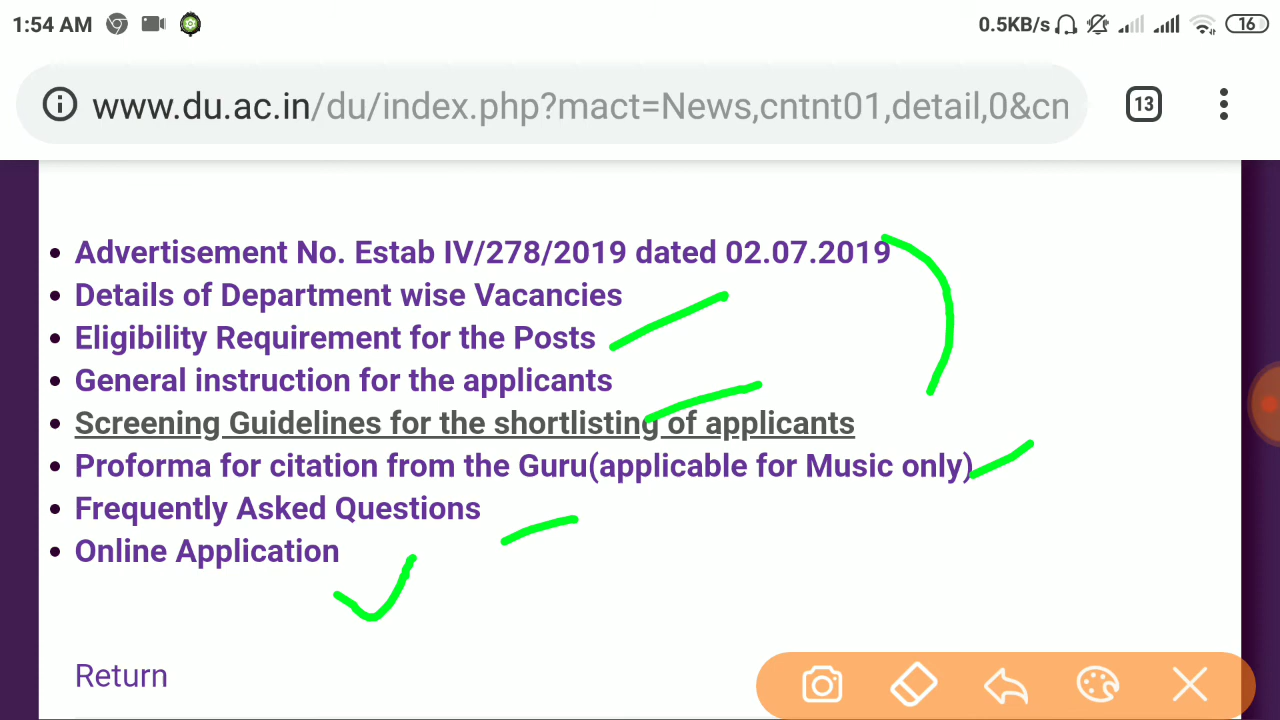 1:54 AM 0.5KB/s 16
www.du.ac.in/du/index.php?mact=News,cntnt01,detail,0&cn 13
Advertisement No. Estab IV/278/2019 dated 02.07.2019
Details of Department wise Vacancies
Eligibility Requirement for the Posts
General instruction for the applicants
Screening Guidelines for the shortlisting of applicants
Proforma for citation from the Guru(applicable for Music only)
Frequently Asked Questions
Online Application
Return